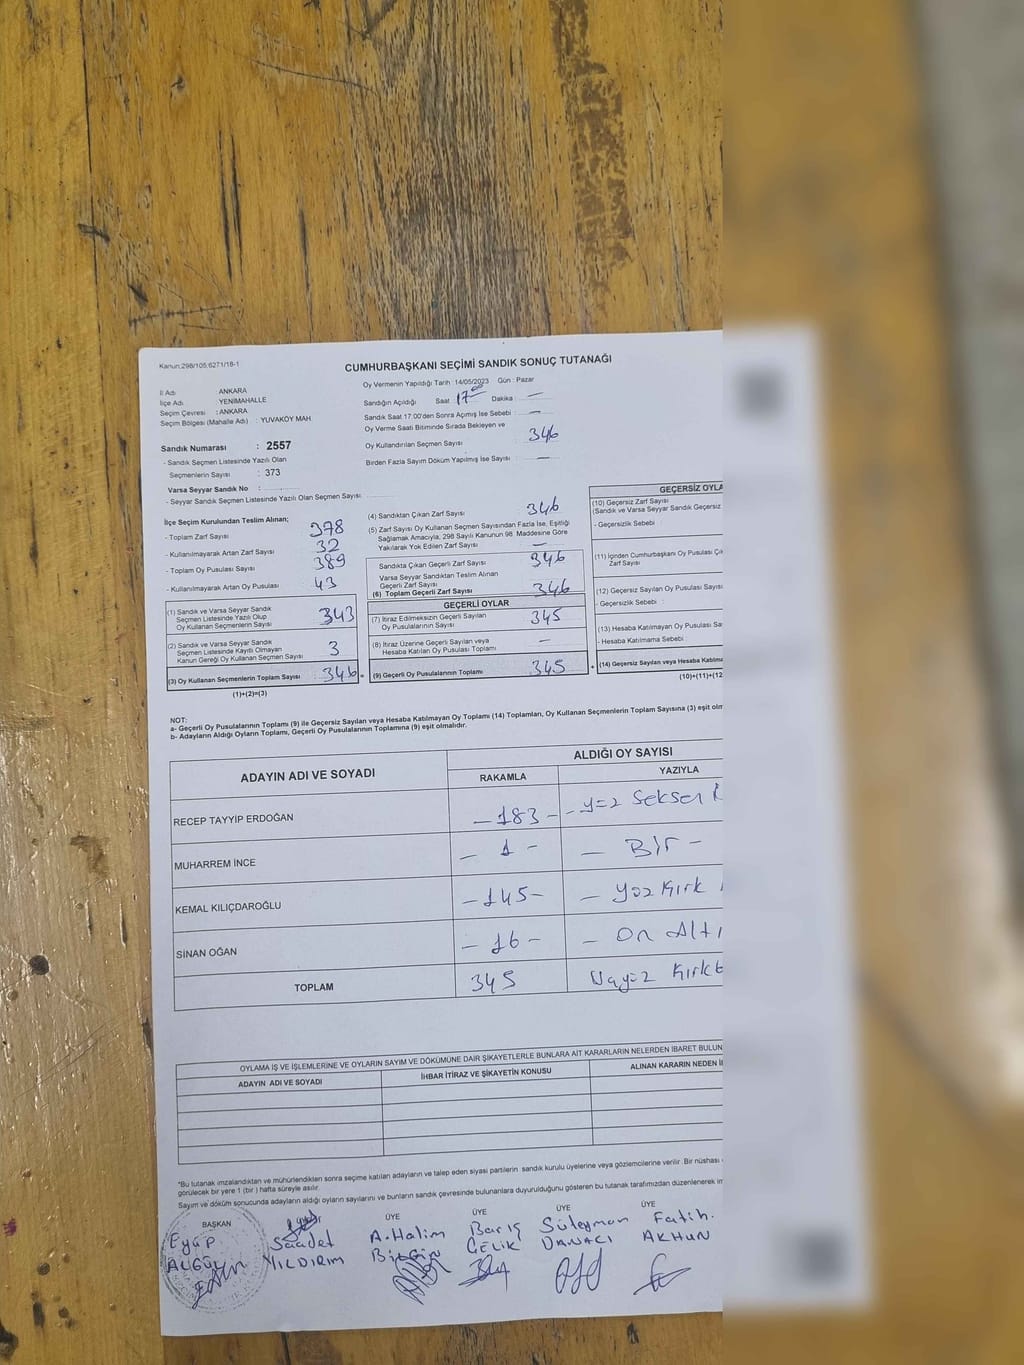 Kanun:298/105;6271/18-1
CUMHURBAŞKANI SEÇİMİ SANDIK SONUÇ TUTANAĞI
İl Adı : ANKARA
İlçe Adı : YENİMAHALLE
Seçim Çevresi : ANKARA
Seçim Bölgesi (Mahalle Adı) : YUVAKÖY MAH.
Oy Vermenin Yapıldığı Tarih 14/05/2023 Gün : Pazar
Sandığın Açıldığı Saat 17⁰⁰ Dakika : —
Sandık Saat 17.00'den Sonra Açılmış İse Sebebi : —
Oy Verme Saati Bitiminde Sırada Bekleyen ve
Oy Kullandırılan Seçmen Sayısı : 346
Birden Fazla Sayım Döküm Yapılmış İse Sayısı : —
Sandık Numarası : 2557
- Sandık Seçmen Listesinde Yazılı Olan
Seçmenlerin Sayısı : 373
Varsa Seyyar Sandık No :
- Seyyar Sandık Seçmen Listesinde Yazılı Olan Seçmen Sayısı
İlçe Seçim Kurulundan Teslim Alınan;
- Toplam Zarf Sayısı : 378
- Kullanılmayarak Artan Zarf Sayısı : 32
- Toplam Oy Pusulası Sayısı : 389
- Kullanılmayarak Artan Oy Pusulası : 43
(1) Sandık ve Varsa Seyyar Sandık
Seçmen Listesinde Yazılı Olup
Oy Kullanan Seçmenlerin Sayısı : 343
(2) Sandık ve Varsa Seyyar Sandık
Seçmen Listesinde Kayıtlı Olmayan
Kanun Gereği Oy Kullanan Seçmen Sayısı : 3
(3) Oy Kullanan Seçmenlerin Toplam Sayısı : 346 =
(1)+(2)=(3)
(4) Sandıktan Çıkan Zarf Sayısı : 346
(5) Zarf Sayısı Oy Kullanan Seçmen Sayısından Fazla İse, Eşitliği
Sağlamak Amacıyla, 298 Sayılı Kanunun 98. Maddesine Göre
Yakılarak Yok Edilen Zarf Sayısı : —
Sandıkta Çıkan Geçerli Zarf Sayısı : 346
Varsa Seyyar Sandıktan Teslim Alınan
Geçerli Zarf Sayısı
(6) Toplam Geçerli Zarf Sayısı : 346
GEÇERLİ OYLAR
(7) İtiraz Edilmeksizin Geçerli Sayılan
Oy Pusulalarının Sayısı : 345
(8) İtiraz Üzerine Geçerli Sayılan veya
Hesaba Katılan Oy Pusulası Toplamı : —
(9) Geçerli Oy Pusulalarının Toplamı : 345 +
GEÇERSİZ OYLA
(10) Geçersiz Zarf Sayısı
(Sandık ve Varsa Seyyar Sandık Geçersiz
- Geçersizlik Sebebi :
(11) İçinden Cumhurbaşkanı Oy Pusulası Çı
Zarf Sayısı
(12) Geçersiz Sayılan Oy Pusulası Sayıs
- Geçersizlik Sebebi :
(13) Hesaba Katılmayan Oy Pusulası Sa
- Hesaba Katılmama Sebebi :
(14) Geçersiz Sayılan veya Hesaba Katılma
(10)+(11)+(12
NOT:
a- Geçerli Oy Pusulalarının Toplamı (9) ile Geçersiz Sayılan veya Hesaba Katılmayan Oy Toplamı (14) Toplamları, Oy Kullanan Seçmenlerin Toplam Sayısına (3) eşit olm
b- Adayların Aldığı Oyların Toplamı, Geçerli Oy Pusulalarının Toplamına (9) eşit olmalıdır.
ADAYIN ADI VE SOYADI
ALDIĞI OY SAYISI
RAKAMLA YAZIYLA
RECEP TAYYİP ERDOĞAN — 183 — — Yüz Seksen
MUHARREM İNCE — 1 — — Bir —
KEMAL KILIÇDAROĞLU — 145 — — Yüz Kırk
SİNAN OĞAN — 16 — — On Altı
TOPLAM 345 Üçyüz Kırkb
OYLAMA İŞ VE İŞLEMLERİNE VE OYLARIN SAYIM VE DÖKÜMÜNE DAİR ŞİKAYETLERLE BUNLARA AİT KARARLARIN NELERDEN İBARET BULUN
ADAYIN ADI VE SOYADI İHBAR İTİRAZ VE ŞİKAYETİN KONUSU ALINAN KARARIN NEDEN İ
*Bu tutanak imzalandıktan ve mühürlendikten sonra seçime katılan adayların ve talep eden siyasi partilerin sandık kurulu üyelerine veya gözlemcilerine verilir. Bir nüshası
görülecek bir yere 1 (bir ) hafta süreyle asılır.
Sayım ve döküm sonucunda adayların aldığı oyların sayılarını ve bunların sandık çevresinde bulunanlara duyurulduğunu gösteren bu tutanak tarafımızdan düzenlenerek im
BAŞKAN ÜYE ÜYE ÜYE ÜYE
Eyüp Saadet A.Halim Barış Süleyman Fatih.
ALGÜL YILDIRIM Bilgin ÇELİK DANACI AKHUN